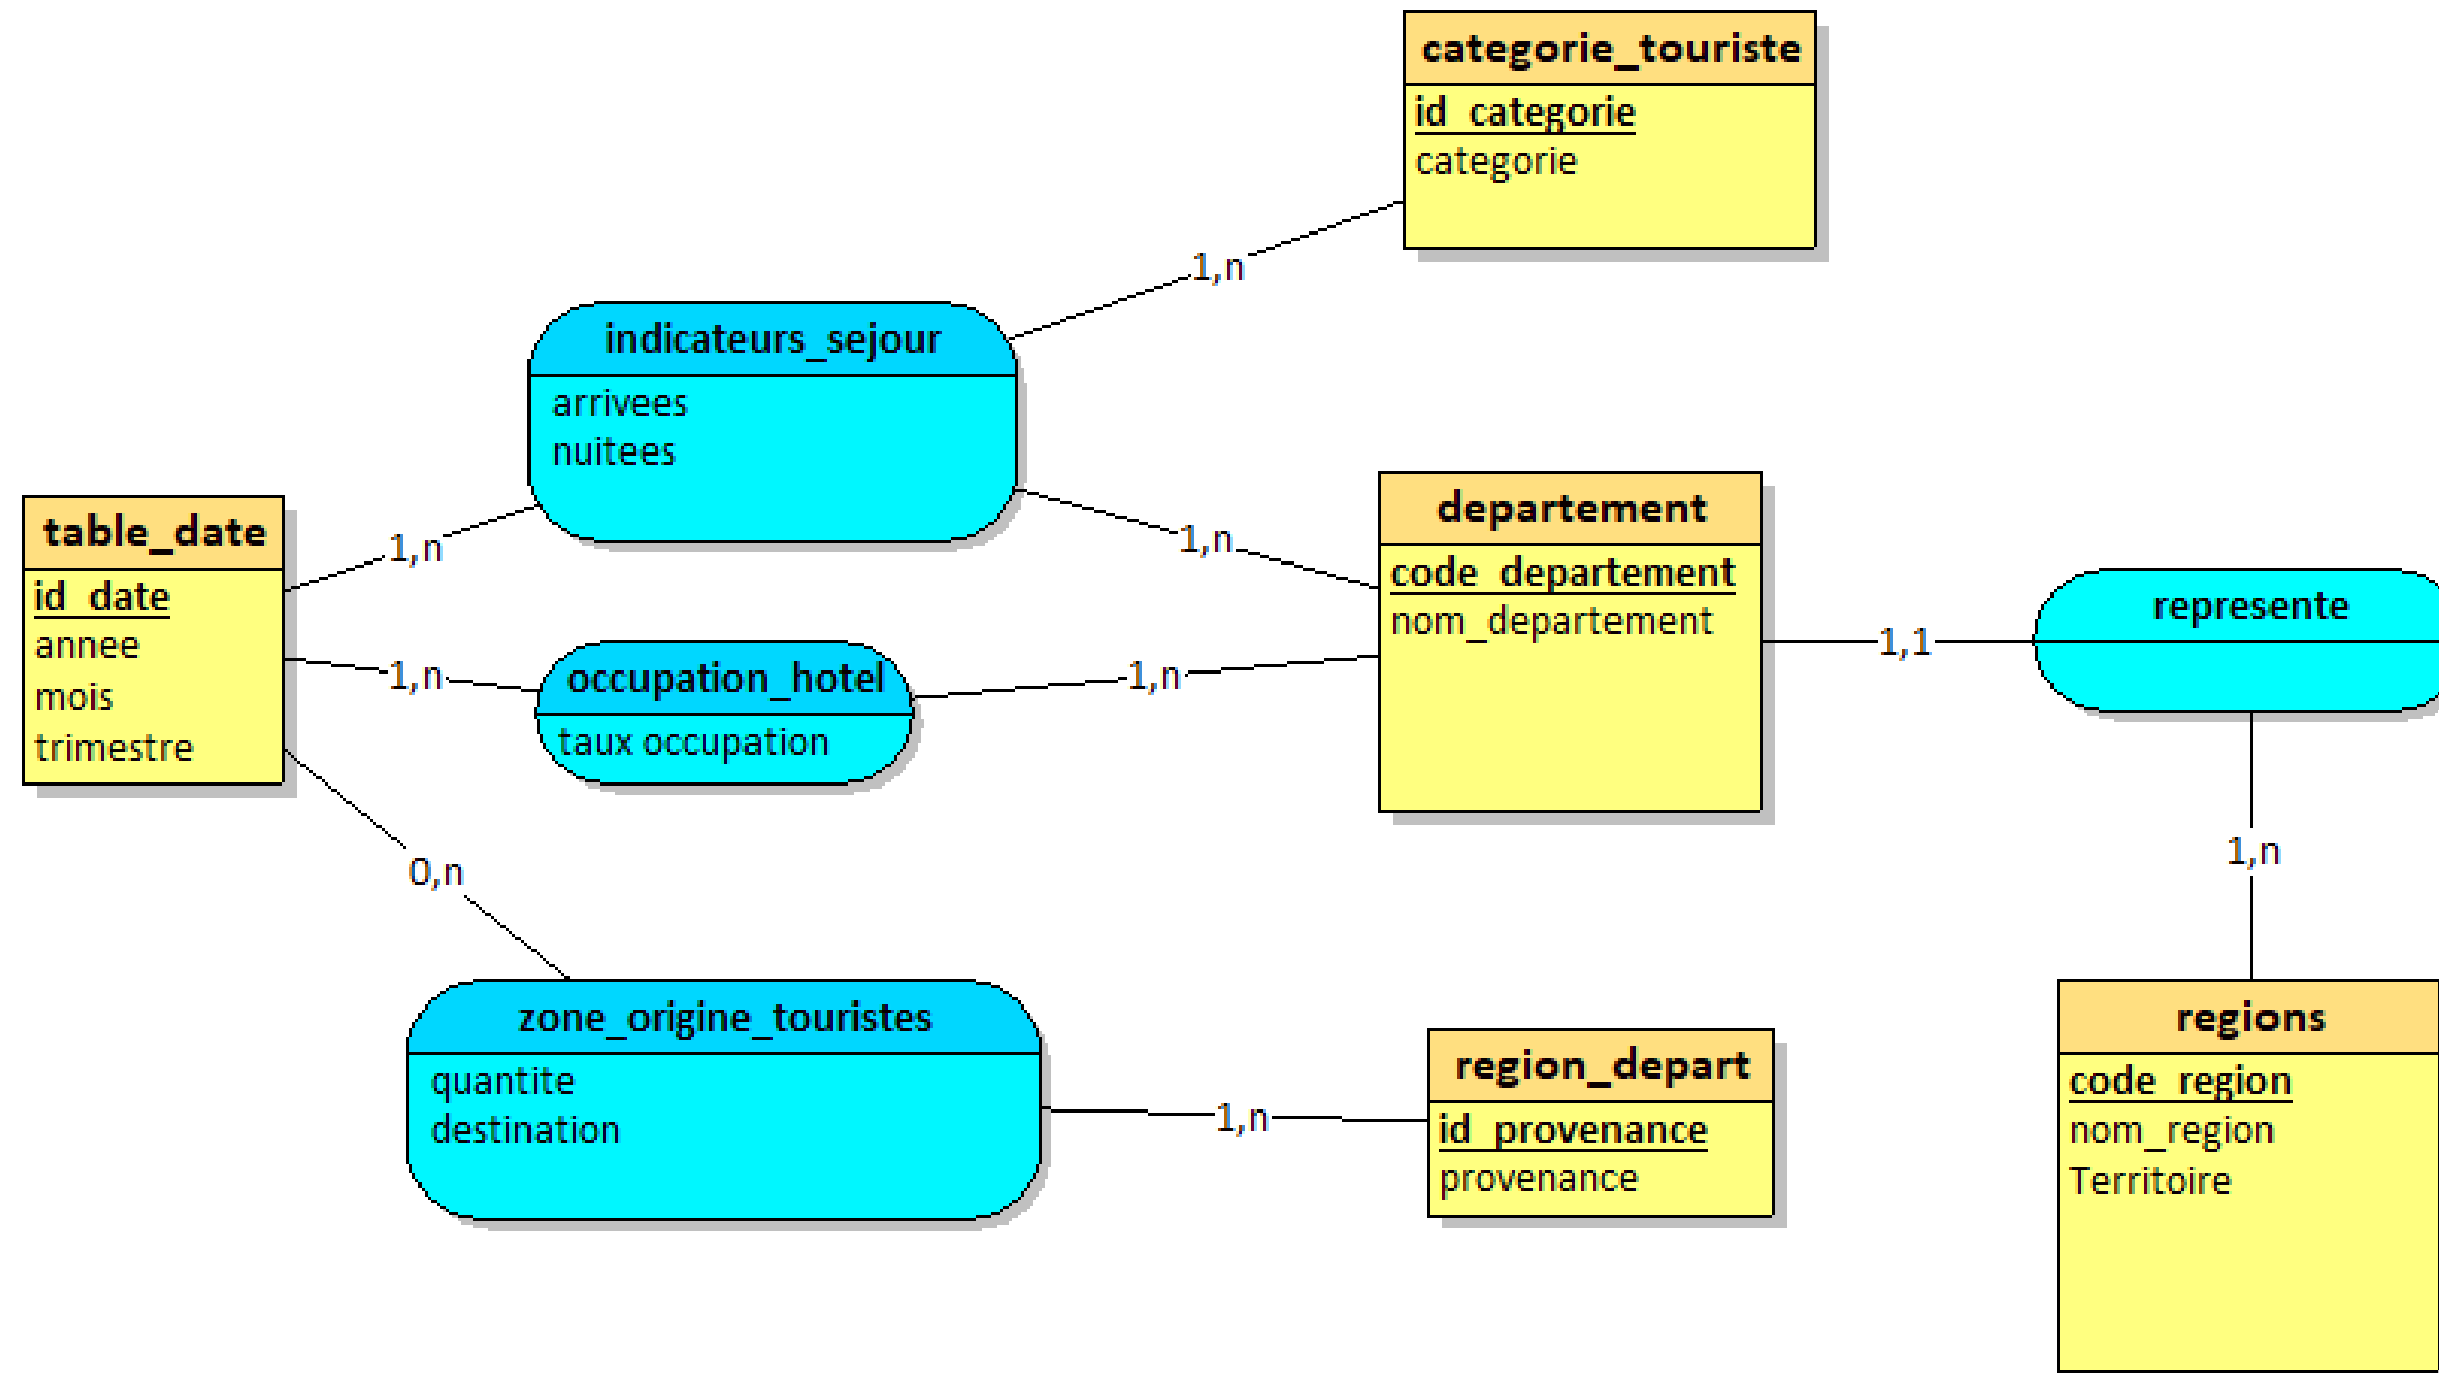 categorie_touriste
id_categorie
categorie
1,n
indicateurs_sejour
arrivees
nuitees
1,n
1,n
table_date
id_date
annee
mois
trimestre
departement
code_departement
nom_departement
1,1
represente
1,n
occupation_hotel
taux occupation
1,n
0,n
1,n
zone_origine_touristes
quantite
destination
1,n
region_depart
id_provenance
provenance
regions
code_region
nom_region
Territoire